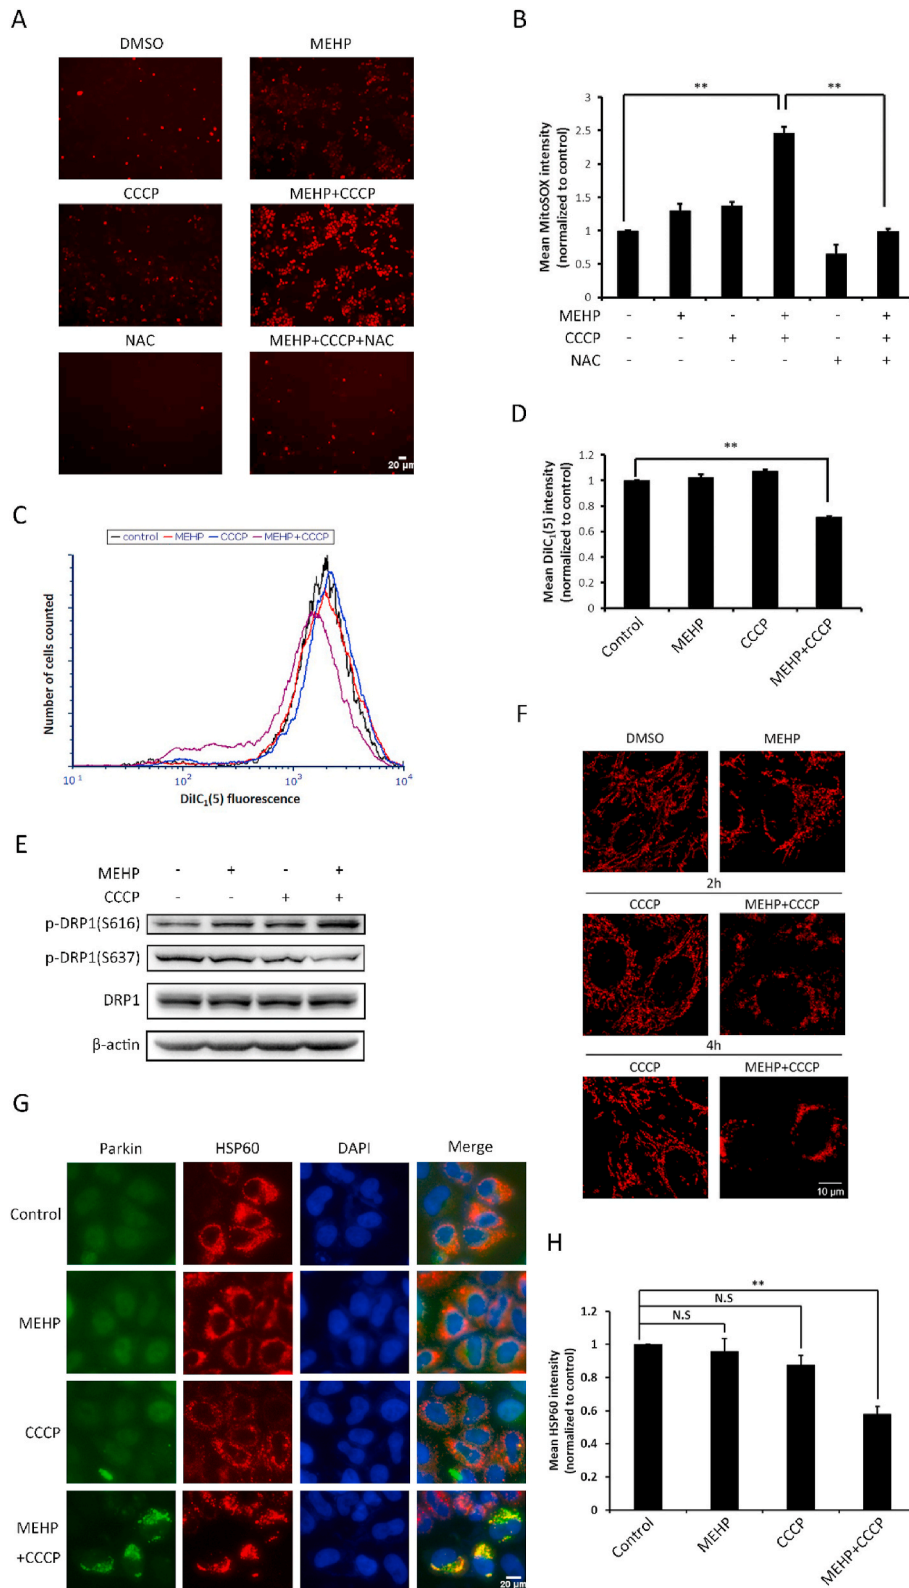 A
DMSO
MEHP
CCCP
MEHP+CCCP
NAC
MEHP+CCCP+NAC
20 µm
B
Mean MitoSOX intensity
(normalized to control)
3
2.5
2
1.5
1
0.5
0
**
**
MEHP - + - + - +
CCCP - - + + - +
NAC - - - - + +
C
control MEHP CCCP MEHP+CCCP
Number of cells counted
10¹ 10² 10³ 10⁴
DiIC₁(5) fluorescence
D
Mean DiIC₁(5) intensity
(normalized to control)
1.2
1
0.8
0.6
0.4
0.2
0
**
Control
MEHP
CCCP
MEHP+CCCP
E
MEHP - + - +
CCCP - - + +
p-DRP1(S616)
p-DRP1(S637)
DRP1
β-actin
F
DMSO
MEHP
2h
CCCP
MEHP+CCCP
4h
CCCP
MEHP+CCCP
10 µm
G
Parkin
HSP60
DAPI
Merge
Control
MEHP
CCCP
MEHP
+CCCP
20 µm
H
Mean HSP60 intensity
(normalized to control)
1.2
1
0.8
0.6
0.4
0.2
0
**
N.S
N.S
Control
MEHP
CCCP
MEHP+CCCP